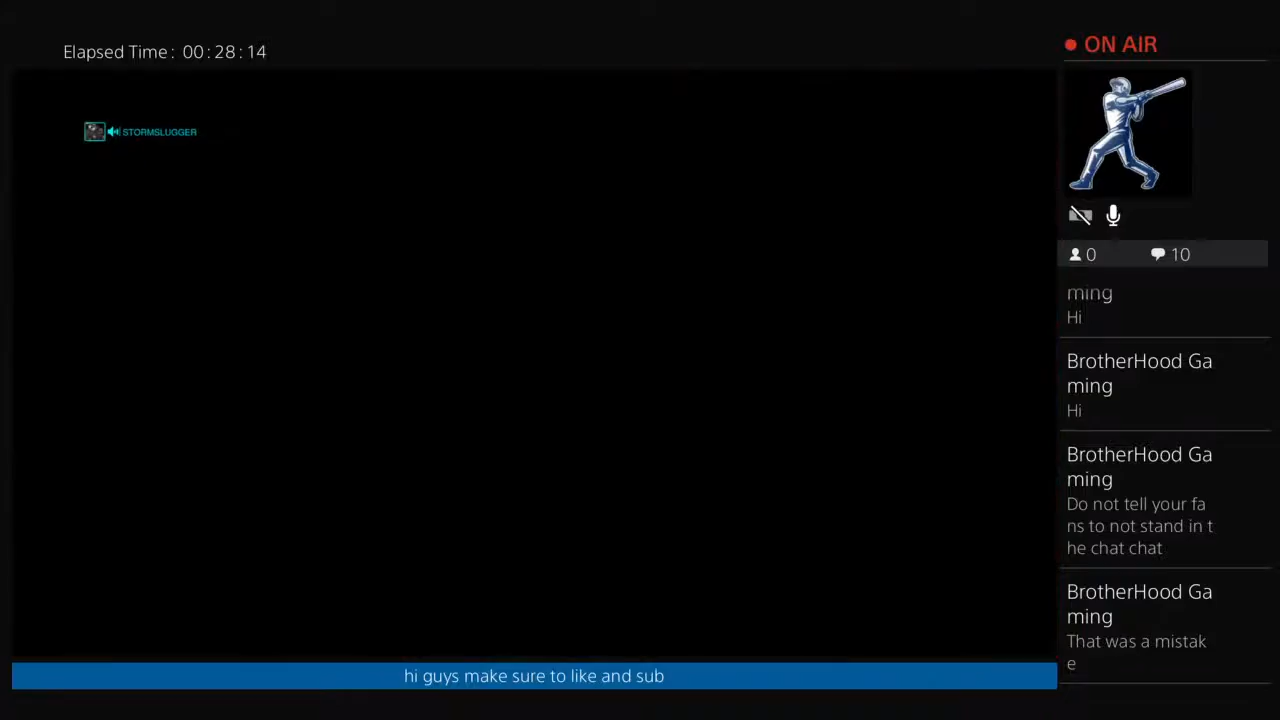 Elapsed Time: 00:28:14
ON AIR
STORMSLUGGER
0 10
ming
Hi
BrotherHood Ga
ming
Hi
BrotherHood Ga
ming
Do not tell your fa
ns to not stand in t
he chat chat
BrotherHood Ga
ming
That was a mistak
e
hi guys make sure to like and sub